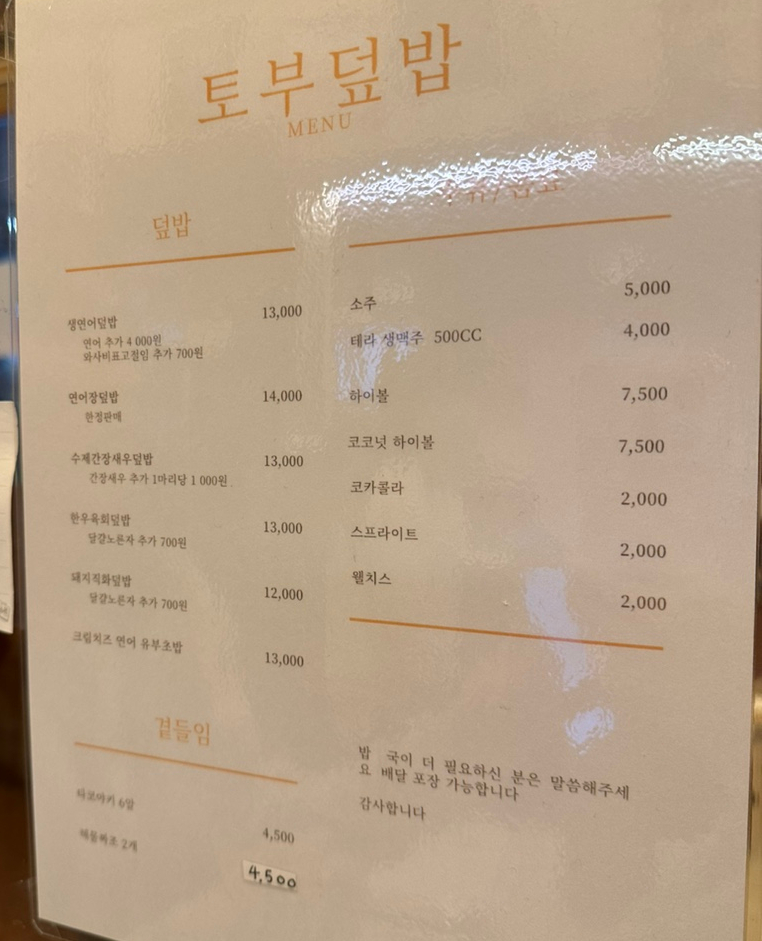 토부덮밥
MENU
덮밥
생연어덮밥 13,000
연어 추가 4 000원
와사비표고절임 추가 700원
연어장덮밥 14,000
한정판매
수제간장새우덮밥 13,000
간장새우 추가 1마리당 1 000원
한우육회덮밥 13,000
달걀노른자 추가 700원
돼지직화덮밥 12,000
달걀노른자 추가 700원
크림치즈 연어 유부초밥 13,000
곁들임
타코야키 6알 4,500
2개 4,500
소주 5,000
테라 생맥주 500CC 4,000
하이볼 7,500
코코넛 하이볼 7,500
코카콜라 2,000
스프라이트 2,000
웰치스 2,000
밥 국이 더 필요하신 분은 말씀해주세
요 배달 포장 가능합니다
감사합니다